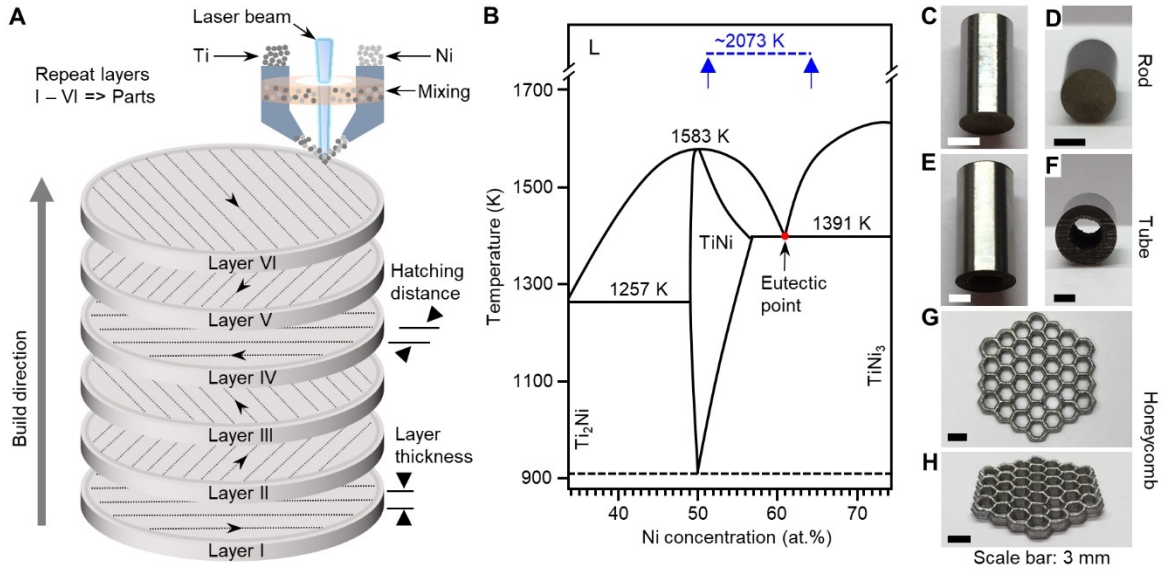 A
Laser beam
Ti
Ni
Repeat layers
I – VI => Parts
Mixing
Build direction
Layer VI
Layer V
Hatching
distance
Layer IV
Layer III
Layer
thickness
Layer II
Layer I
B
L
~2073 K
1700
1583 K
1500
TiNi
1391 K
Eutectic
point
1300
1257 K
1100
900
Temperature (K)
Ti₂Ni
TiNi₃
40
50
60
70
Ni concentration (at.%)
C
D
Rod
E
F
Tube
G
H
Honeycomb
Scale bar: 3 mm